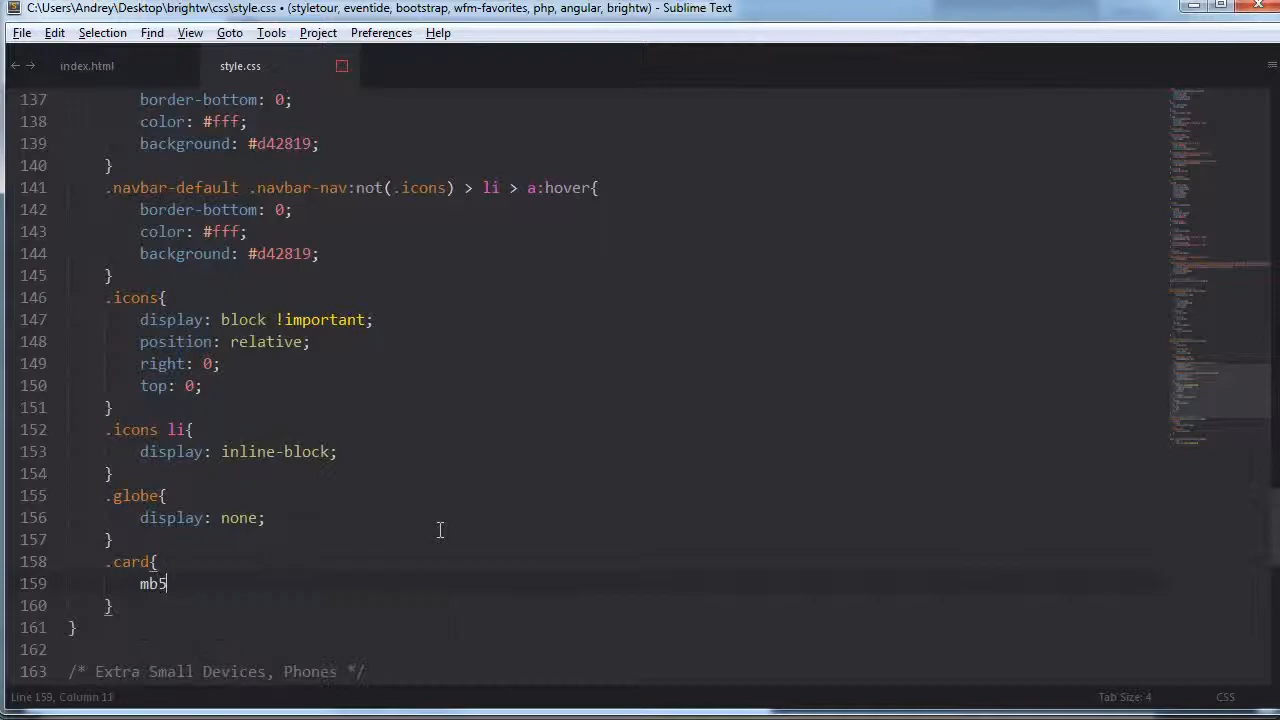 C:\Users\Andrey\Desktop\brightw\css\style.css • (styletour, eventide, bootstrap, wfm-favorites, php, angular, brightw) - Sublime Text
File Edit Selection Find View Goto Tools Project Preferences Help
index.html style.css
137 border-bottom: 0;
138 color: #fff;
139 background: #d42819;
140 }
141 .navbar-default .navbar-nav:not(.icons) > li > a:hover{
142 border-bottom: 0;
143 color: #fff;
144 background: #d42819;
145 }
146 .icons{
147 display: block !important;
148 position: relative;
149 right: 0;
150 top: 0;
151 }
152 .icons li{
153 display: inline-block;
154 }
155 .globe{
156 display: none;
157 }
158 .card{
159 mb5
160 }
161 }
162
163 /* Extra Small Devices, Phones */
Line 159, Column 11 Tab Size: 4 CSS